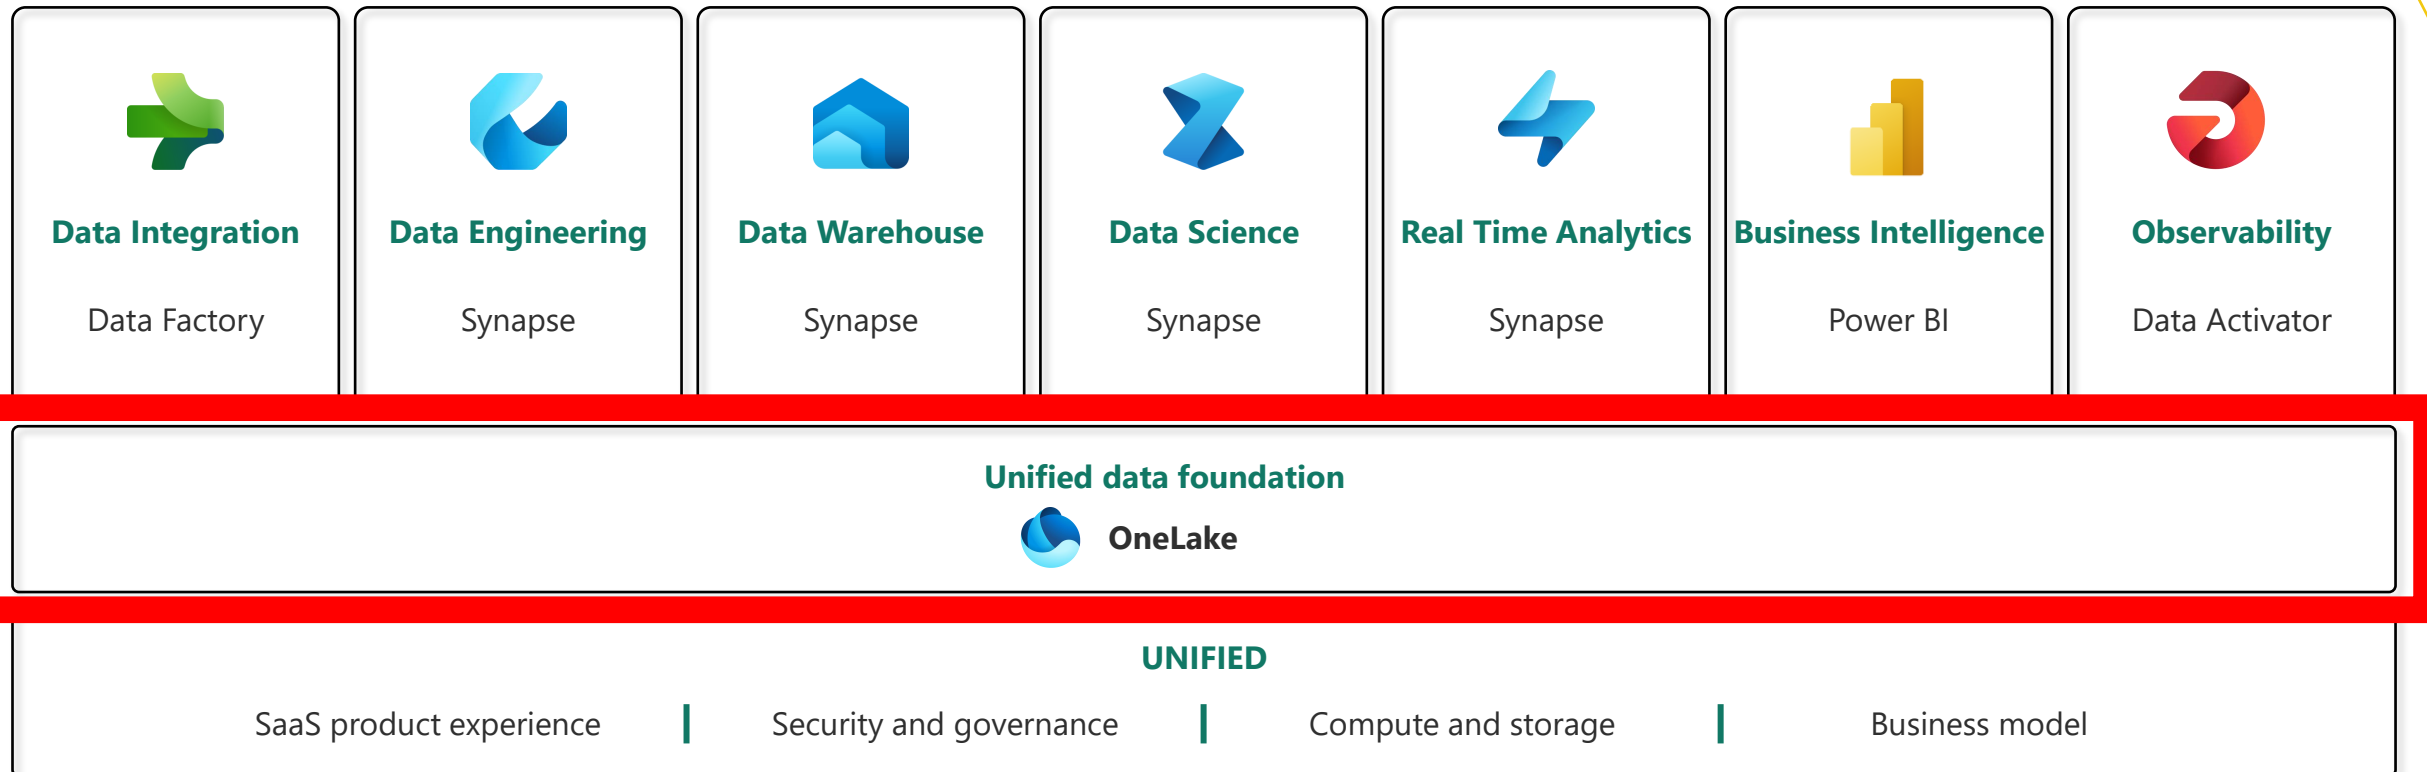 Data Integration
Data Engineering
Data Warehouse
Data Science
Real Time Analytics
Business Intelligence
Observability
Data Factory
Synapse
Synapse
Synapse
Synapse
Power BI
Data Activator
Unified data foundation
OneLake
UNIFIED
SaaS product experience
Security and governance
Compute and storage
Business model